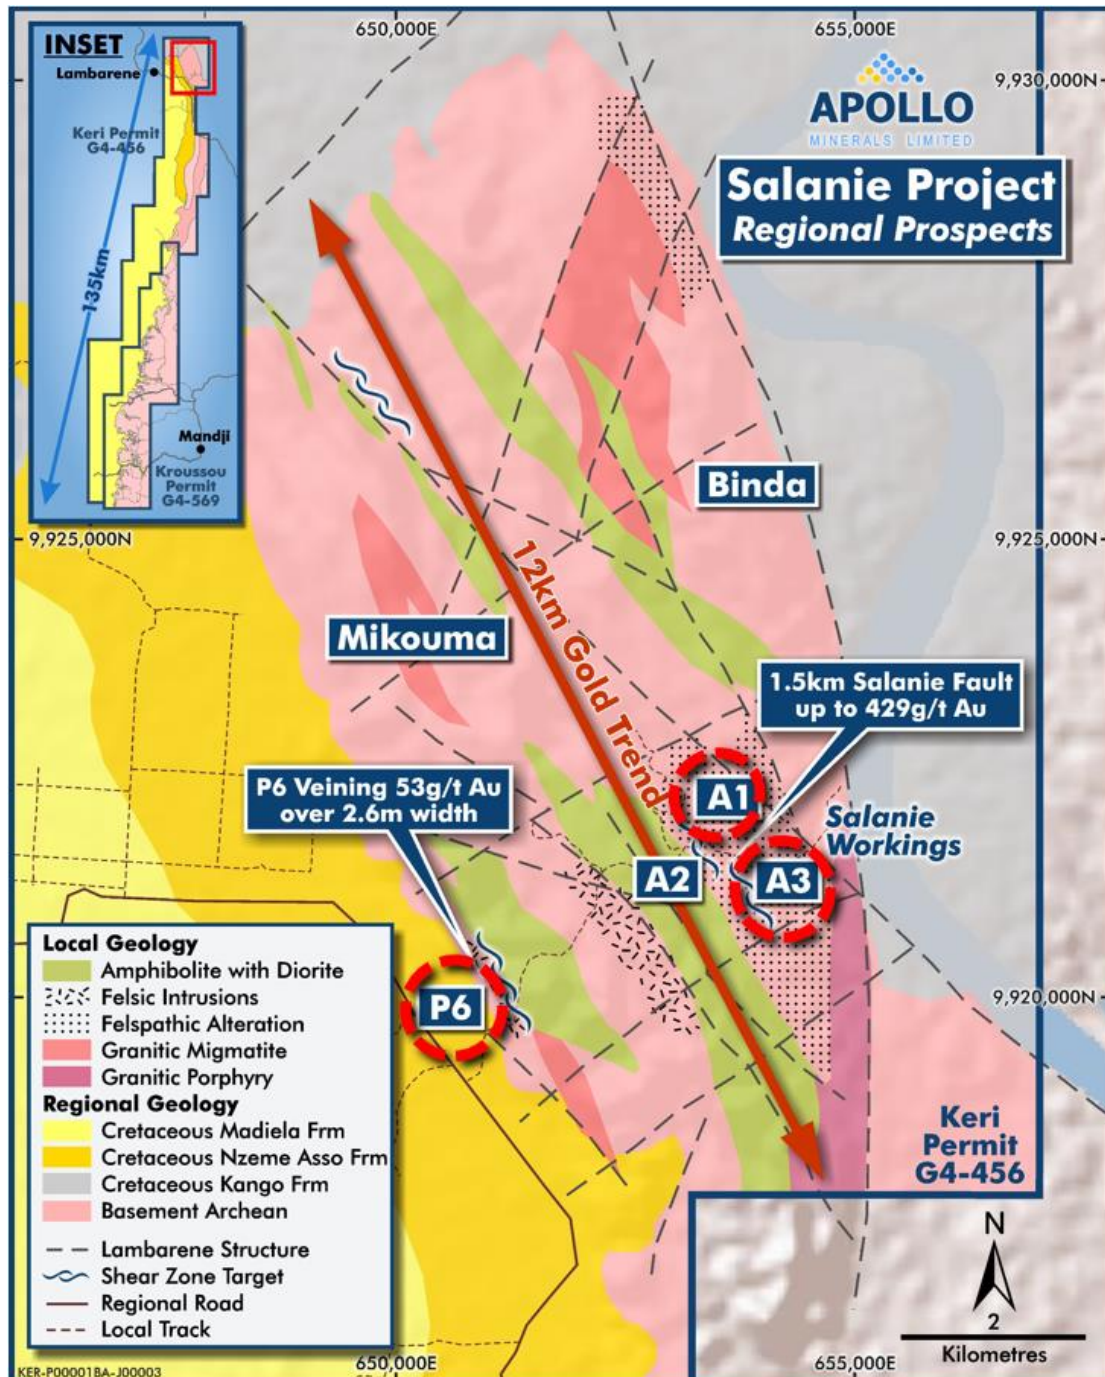 650,000E
655,000E
INSET
Lambarene
Keri Permit
G4-456
135km
Mandji
Kroussou
Permit
G4-569
APOLLO
MINERALS LIMITED
9,930,000N
Salanie Project
Regional Prospects
Binda
9,925,000N
9,925,000N
12km Gold Trend
Mikouma
1.5km Salanie Fault
up to 429g/t Au
P6 Veining 53g/t Au
over 2.6m width
A1
Salanie
Workings
A2
A3
P6
9,920,000N
Local Geology
Amphibolite with Diorite
Felsic Intrusions
Felspathic Alteration
Granitic Migmatite
Granitic Porphyry
Regional Geology
Cretaceous Madiela Frm
Cretaceous Nzeme Asso Frm
Cretaceous Kango Frm
Basement Archean
Lambarene Structure
Shear Zone Target
Regional Road
Local Track
Keri
Permit
G4-456
N
2
Kilometres
KER-P00001BA-J00003
650,000E
655,000E